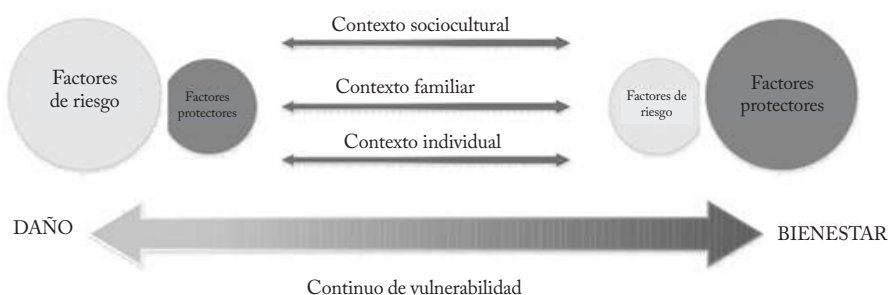 Contexto sociocultural
Factores
de riesgo
Factores
protectores
Contexto familiar
Factores de
riesgo
Factores
protectores
Contexto individual
DAÑO
BIENESTAR
Continuo de vulnerabilidad